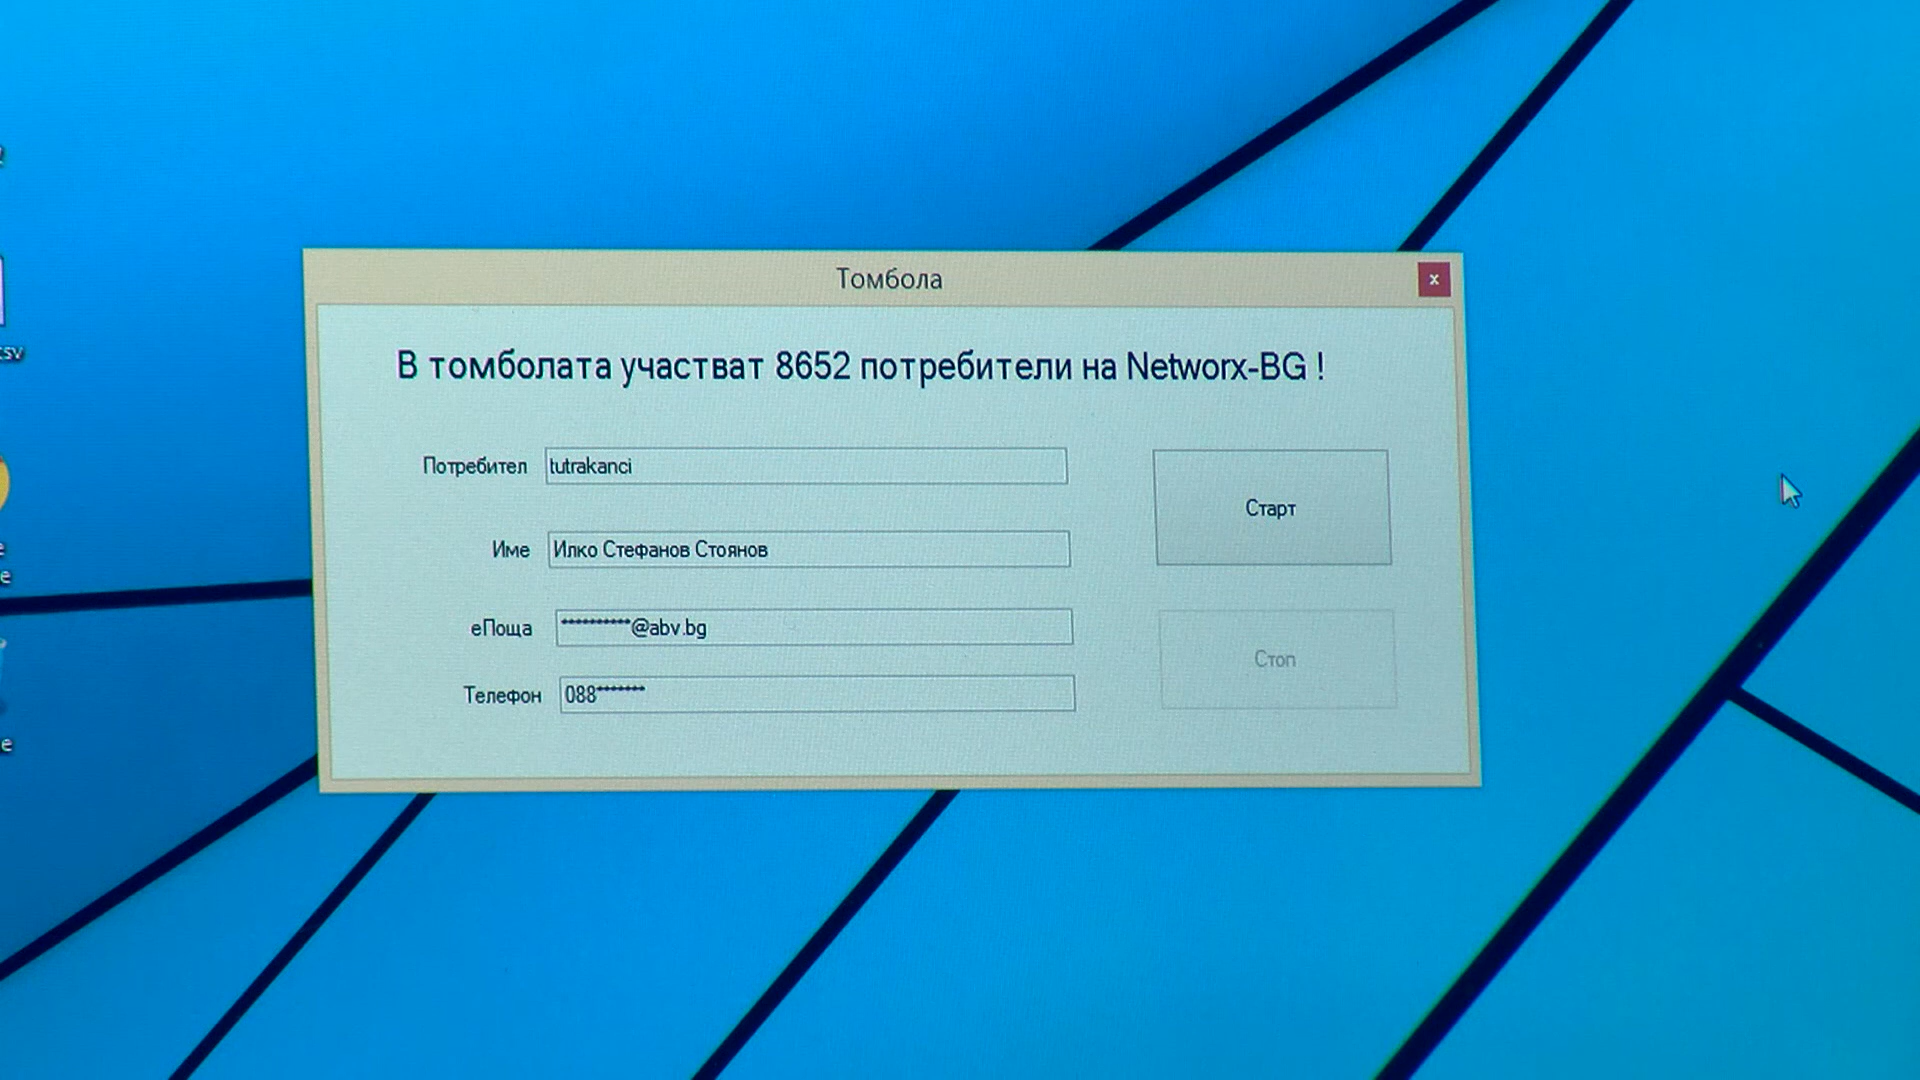 Томбола
x
В томболата участват 8652 потребители на Networx-BG !
Потребител tutrakanci
Старт
Име Илко Стефанов Стоянов
еПоща **********@abv.bg
Стоп
Телефон 088*******
csv
e
e
e